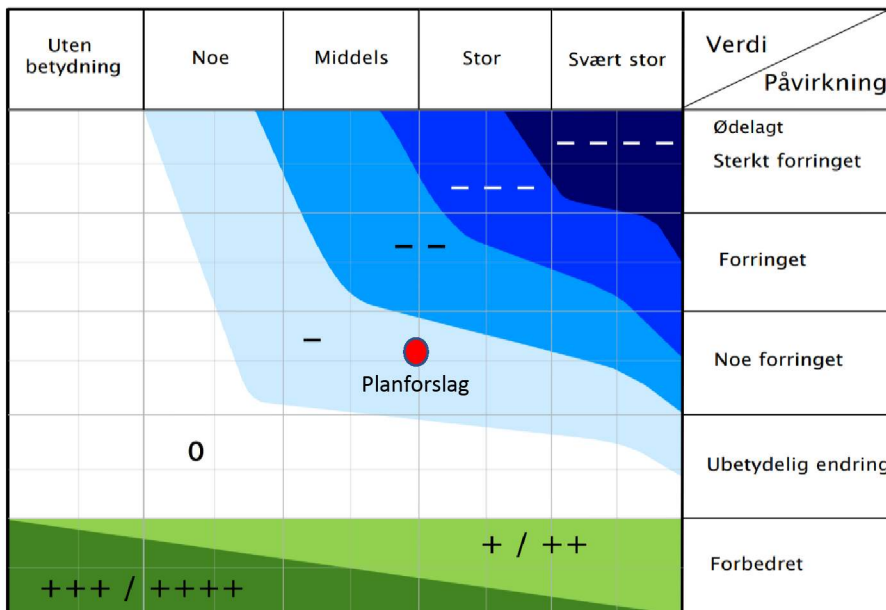 Uten
betydning
Noe
Middels
Stor
Svært stor
Verdi
Påvirkning
Ødelagt
– – – –
Sterkt forringet
– – –
– –
Forringet
–
Noe forringet
Planforslag
0
Ubetydelig endring
+ / ++
Forbedret
+++ / ++++